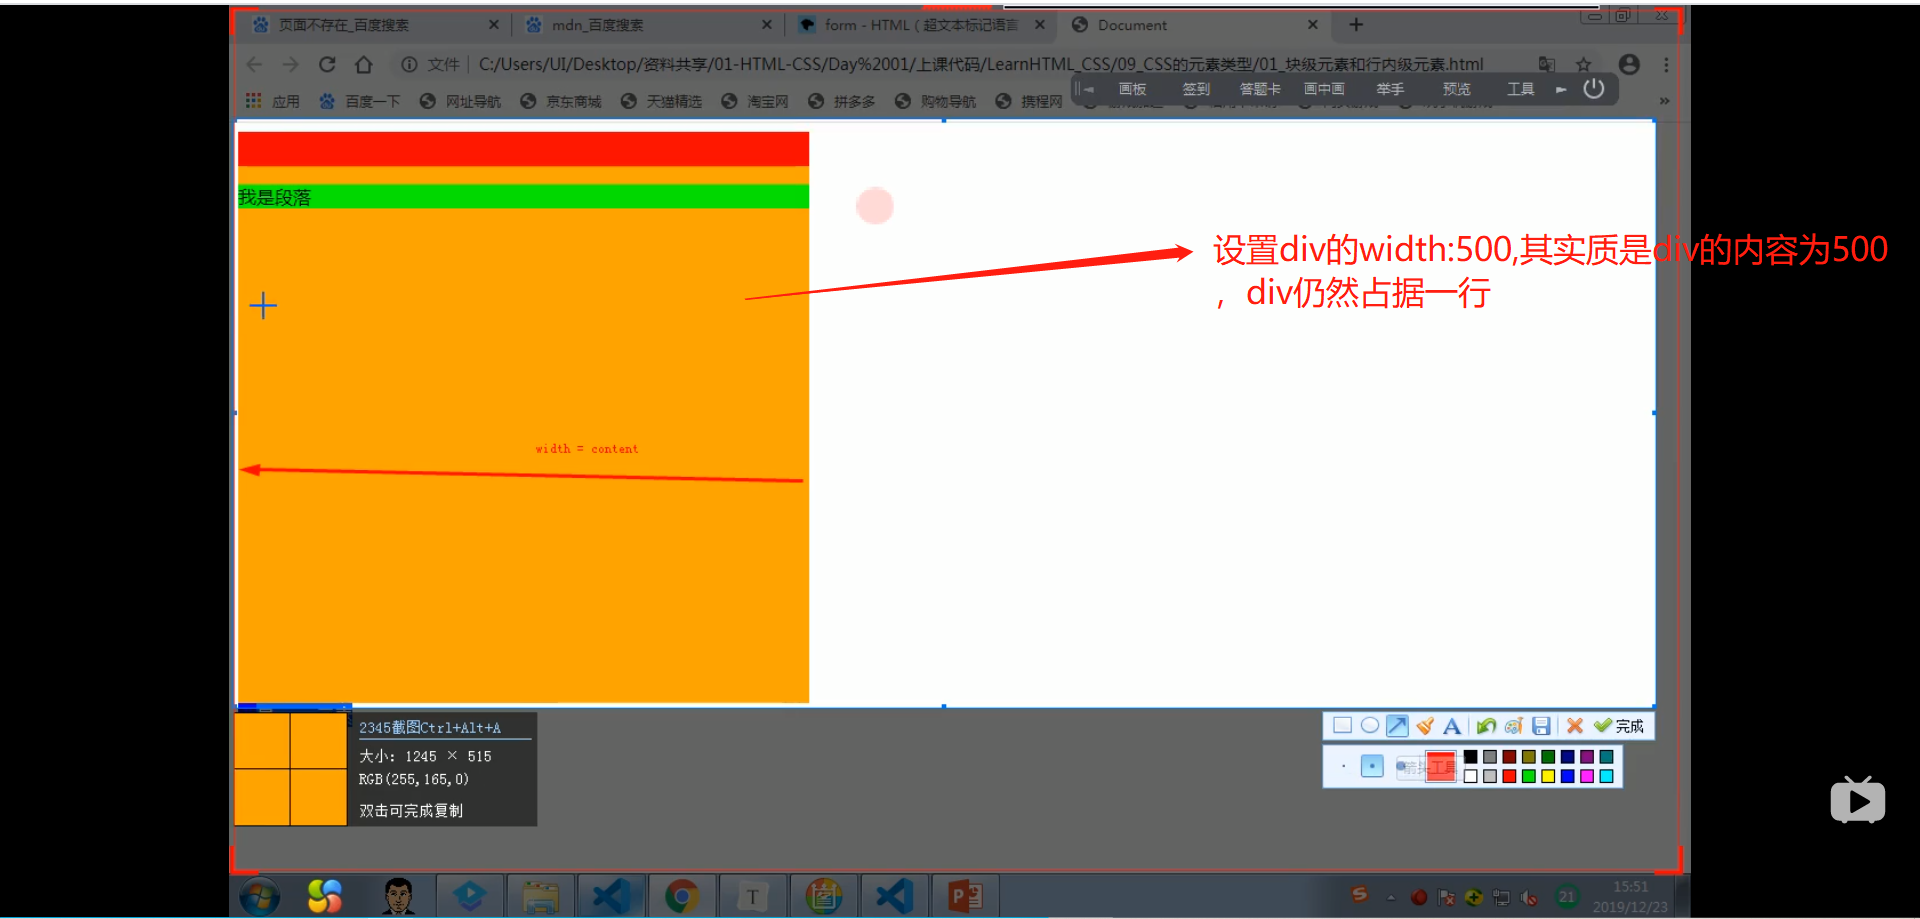 页面不存在_百度搜索
mdn_百度搜索
form - HTML（超文本标记语言
Document
文件
C:/Users/UI/Desktop/资料共享/01-HTML-CSS/Day%2001/上课代码/LearnHTML_CSS/09_CSS的元素类型/01_块级元素和行内级元素.html
应用
百度一下
网址导航
京东商城
天猫精选
淘宝网
拼多多
购物导航
携程网
画板
签到
答题卡
画中画
举手
预览
工具
我是段落
设置div的width:500,其实质是div的内容为500
，div仍然占据一行
width = content
2345截图Ctrl+Alt+A
大小: 1245 × 515
RGB(255,165,0)
双击可完成复制
完成
箭头工具
21
15:51
2019/12/23